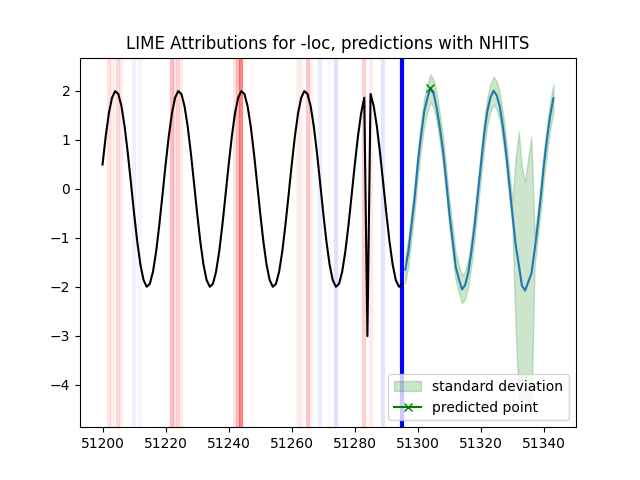 LIME Attributions for -loc, predictions with NHITS
2
1
0
−1
−2
−3
−4
standard deviation
predicted point
51200 51220 51240 51260 51280 51300 51320 51340